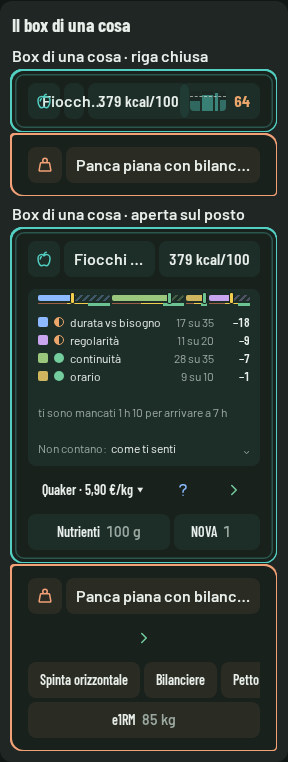 Il box di una cosa
Box di una cosa · riga chiusa
Fiocch… 379 kcal/100 64
Panca piana con bilanc…
Box di una cosa · aperta sul posto
Fiocchi … 379 kcal/100
durata vs bisogno 17 su 35 −18
regolarità 11 su 20 −9
continuità 28 su 35 −7
orario 9 su 10 −1
ti sono mancati 1 h 10 per arrivare a 7 h
Non contano: come ti senti
Quaker · 5,90 €/kg ▾ ?
Nutrienti 100 g NOVA 1
Panca piana con bilanc…
Spinta orizzontale Bilanciere Petto
e1RM 85 kg